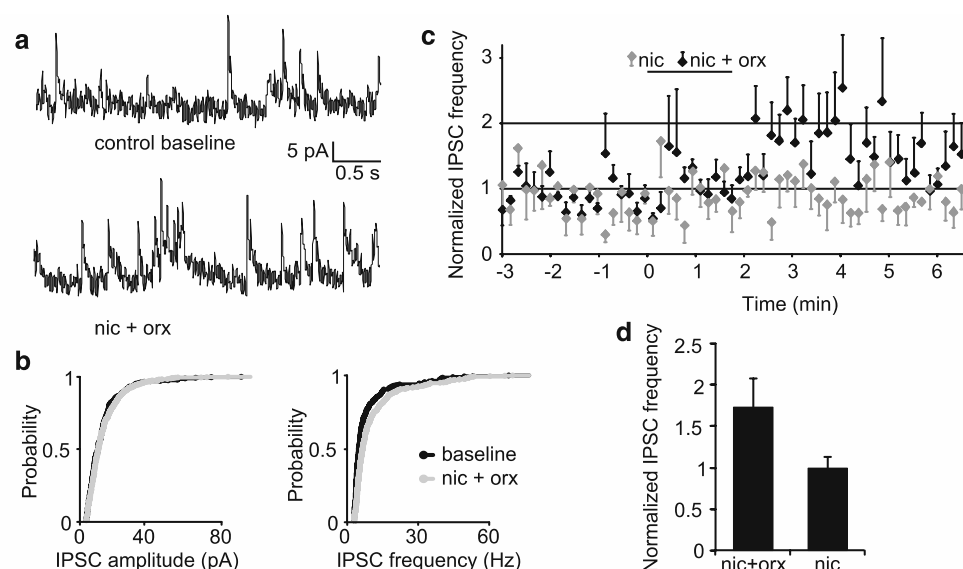 a
control baseline
5 pA
0.5 s
nic + orx
b
Probability
1
0.5
0
0 40 80
IPSC amplitude (pA)
Probability
1
0.5
0
0 30 60
IPSC frequency (Hz)
baseline
nic + orx
c
Normalized IPSC frequency
nic nic + orx
3
2
1
0
-3 -2 -1 0 1 2 3 4 5 6
Time (min)
d
Normalized IPSC frequency
2.5
2
1.5
1
0.5
0
nic+orx nic